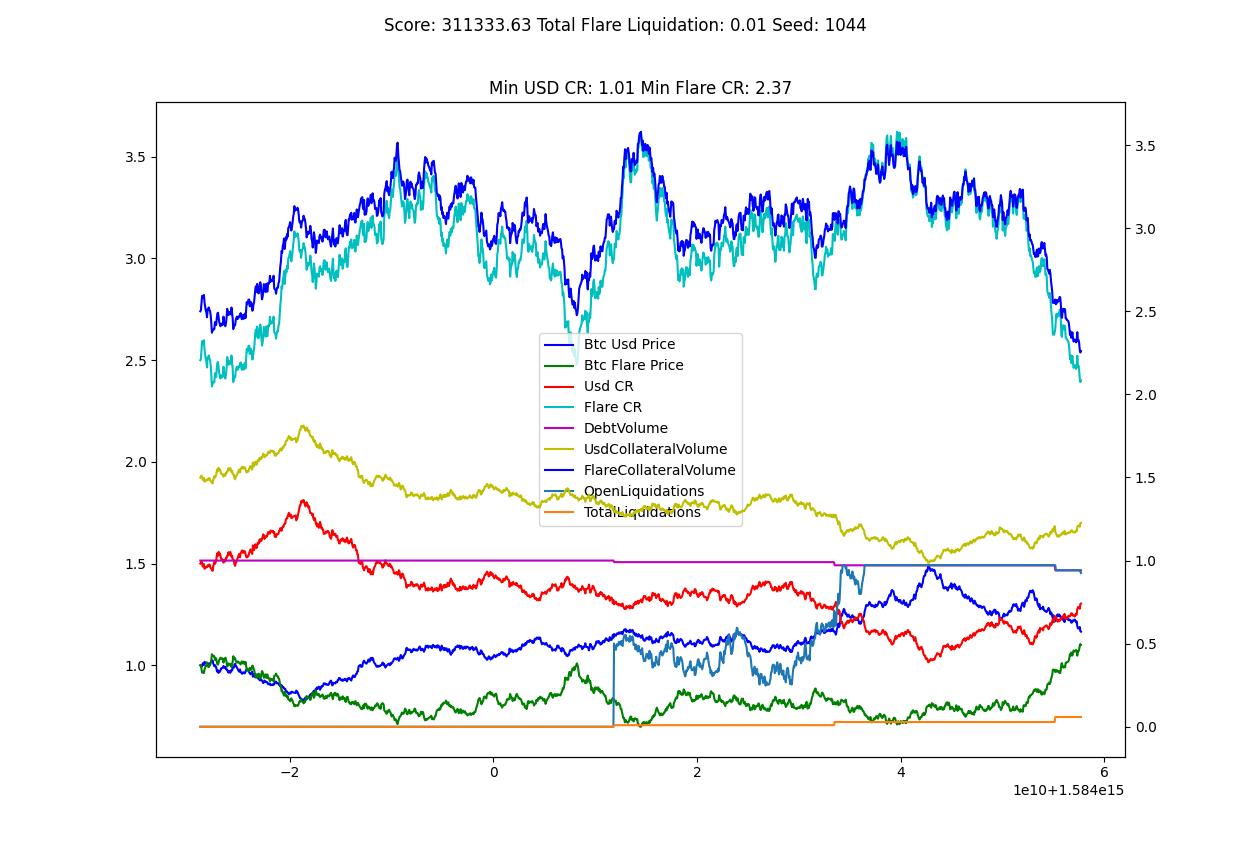 Score: 311333.63 Total Flare Liquidation: 0.01 Seed: 1044
Min USD CR: 1.01 Min Flare CR: 2.37
3.5
3.0
2.5
2.0
1.5
1.0
3.5
3.0
2.5
2.0
1.5
1.0
0.5
0.0
Btc Usd Price
Btc Flare Price
Usd CR
Flare CR
DebtVolume
UsdCollateralVolume
FlareCollateralVolume
OpenLiquidations
TotalLiquidations
−2 0 2 4 6
1e10+1.584e15